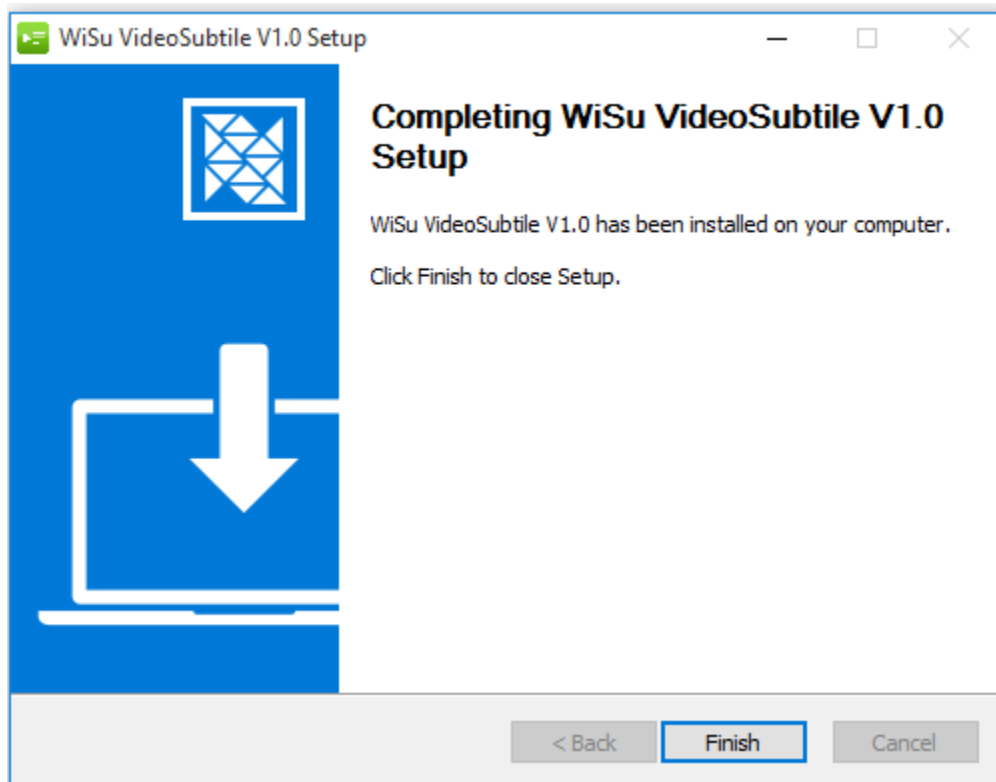 WiSu VideoSubtile V1.0 Setup
Completing WiSu VideoSubtile V1.0
Setup
WiSu VideoSubtile V1.0 has been installed on your computer.
Click Finish to close Setup.
< Back
Finish
Cancel